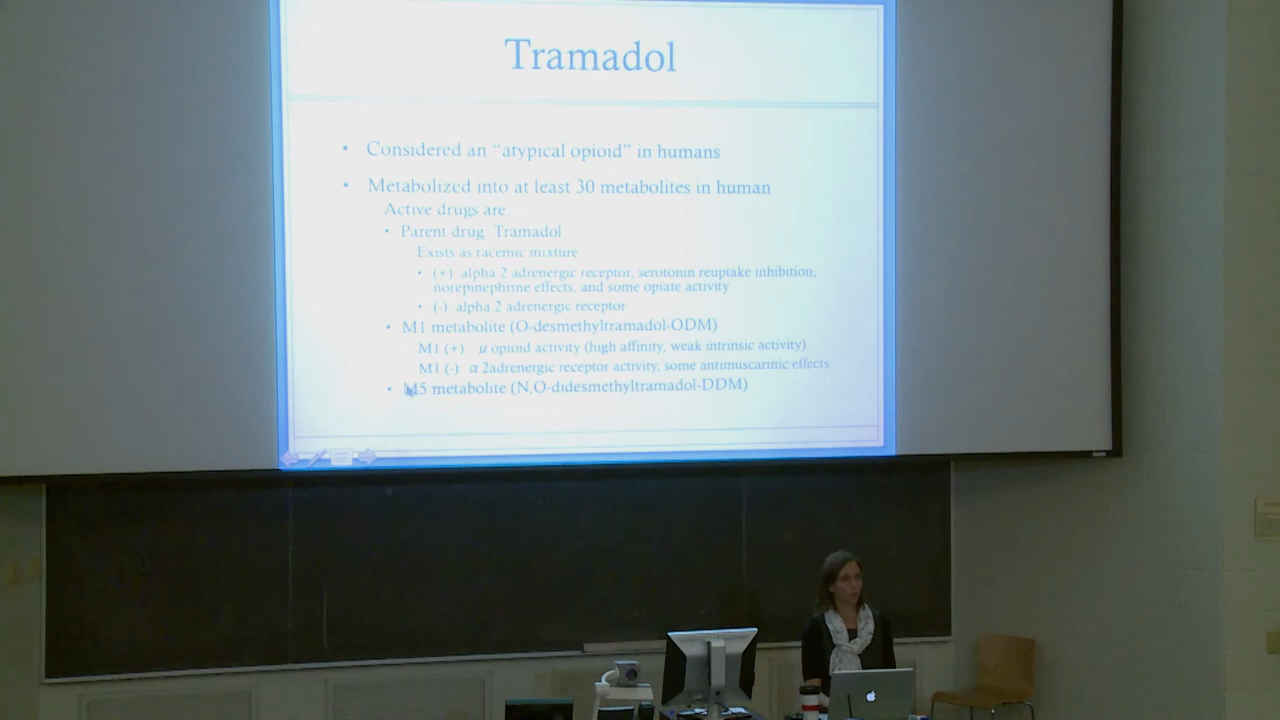 Tramadol
• Considered an “atypical opioid” in humans
• Metabolized into at least 30 metabolites in human
Active drugs are
• Parent drug: Tramadol
Exists as racemic mixture
• (+) alpha 2 adrenergic receptor, serotonin reuptake inhibition,
norepinephrine effects, and some opiate activity
• (-) alpha 2 adrenergic receptor
• M1 metabolite (O-desmethyltramadol-ODM)
M1 (+) μ opioid activity (high affinity, weak intrinsic activity)
M1 (-) α 2adrenergic receptor activity, some antimuscarinic effects
• M5 metabolite (N,O-didesmethyltramadol-DDM)